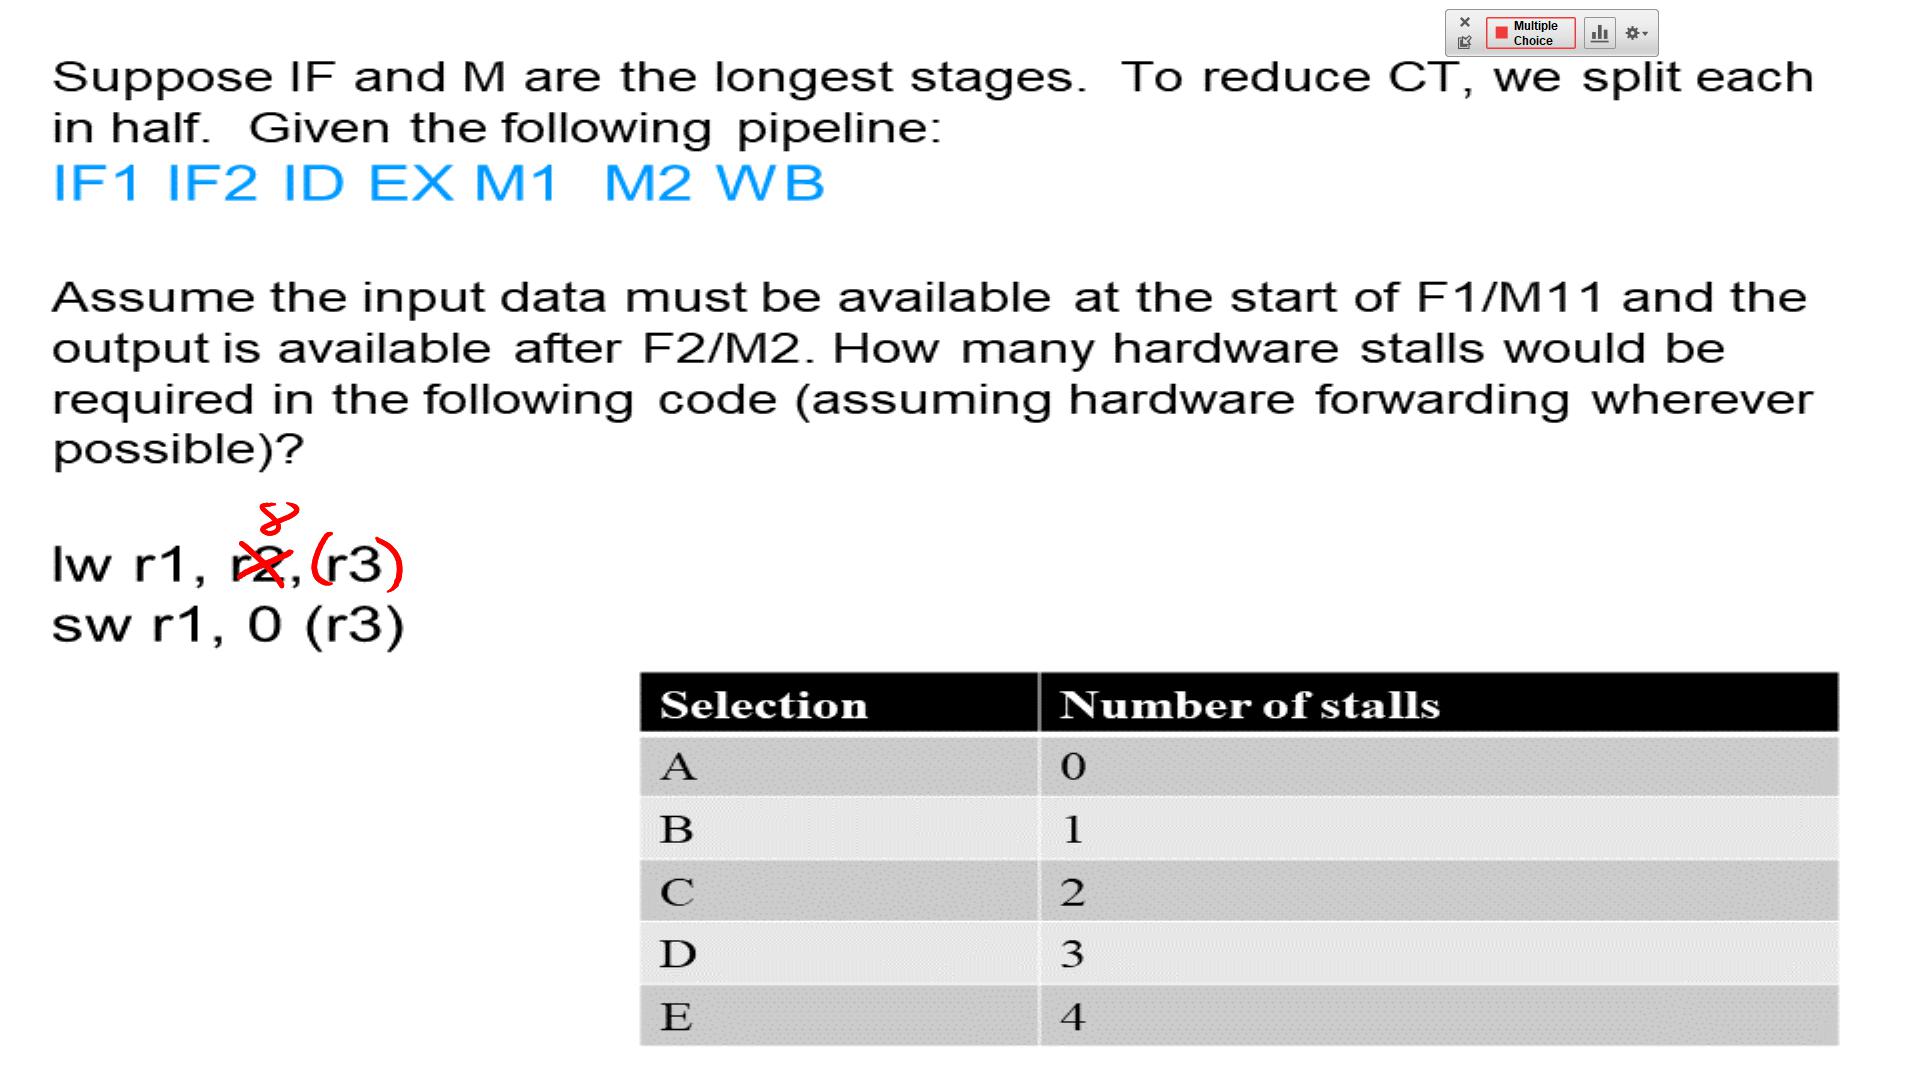 Multiple
Choice
Suppose IF and M are the longest stages. To reduce CT, we split each
in half. Given the following pipeline:
IF1 IF2 ID EX M1 M2 WB
Assume the input data must be available at the start of F1/M11 and the
output is available after F2/M2. How many hardware stalls would be
required in the following code (assuming hardware forwarding wherever
possible)?
8
lw r1, r2, (r3)
sw r1, 0 (r3)
Selection Number of stalls
A 0
B 1
C 2
D 3
E 4